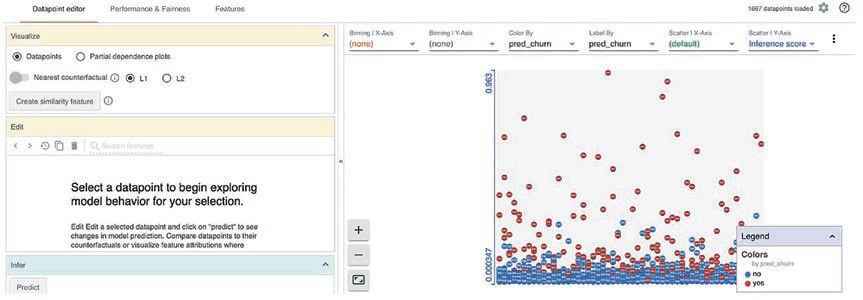 Datapoint editor
Performance & Fairness
Features
1667 datapoints loaded
Visualize
Datapoints
Partial dependence plots
Nearest counterfactual
L1
L2
Create similarity feature
Edit
Search features
Select a datapoint to begin exploring
model behavior for your selection.
Edit Edit a selected datapoint and click on "predict" to see
changes in model prediction. Compare datapoints to their
counterfactuals or visualize feature attributions where
Infer
Predict
Binning | X-Axis
(none)
Binning | Y-Axis
(none)
Color By
pred_churn
Label By
pred_churn
Scatter | X-Axis
(default)
Scatter | Y-Axis
Inference score
0.963
0.000347
Legend
Colors
by pred_churn
no
yes